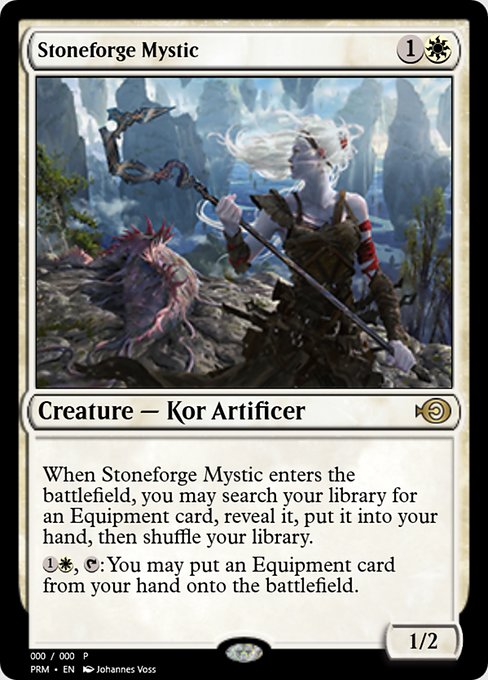 Stoneforge Mystic 1
Creature — Kor Artificer
When Stoneforge Mystic enters the
battlefield, you may search your library for
an Equipment card, reveal it, put it into your
hand, then shuffle your library.
1 , : You may put an Equipment card
from your hand onto the battlefield.
1/2
000 / 000 P
PRM • EN Johannes Voss